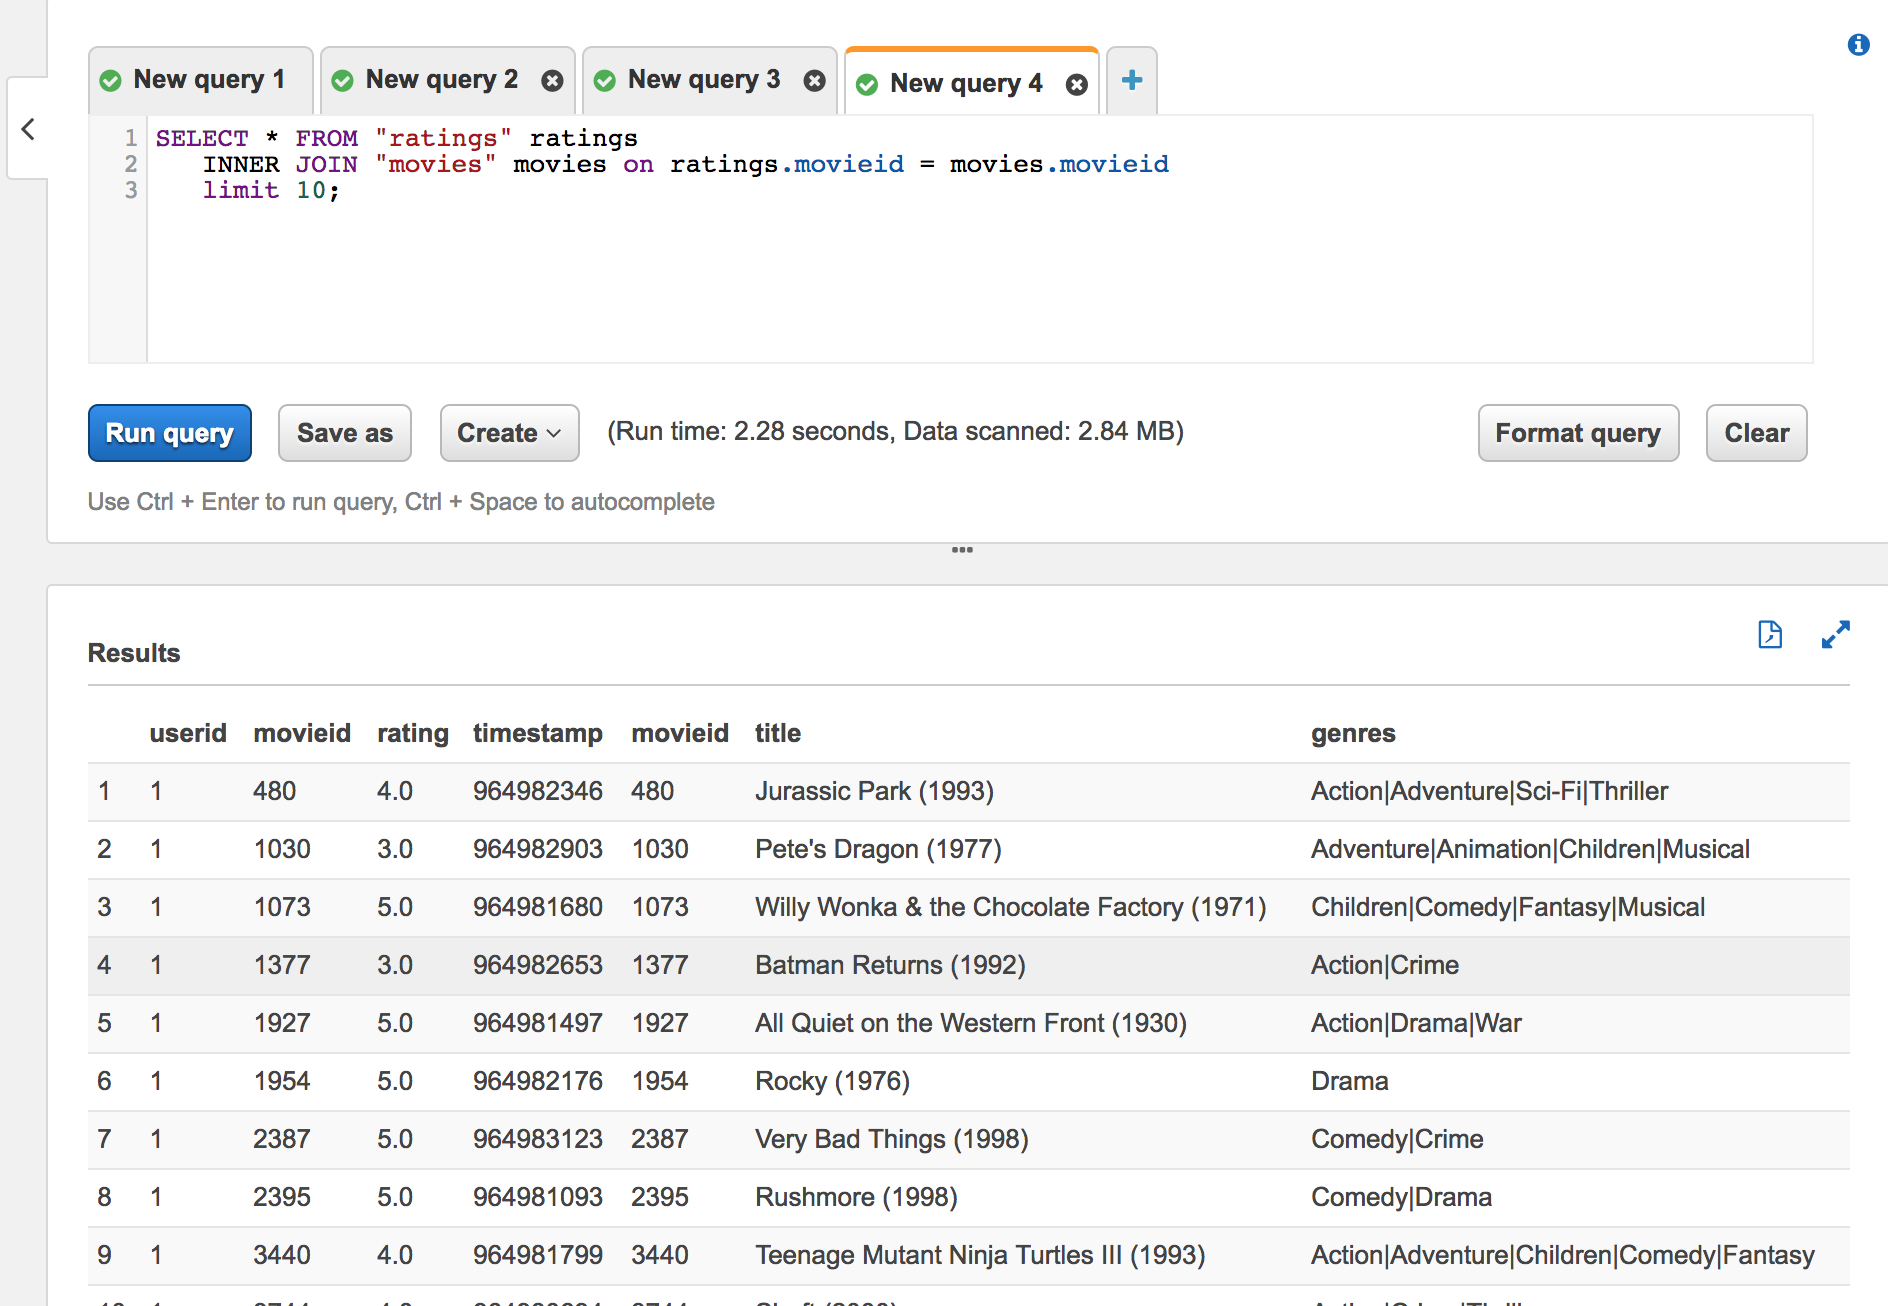 New query 1 New query 2 New query 3 New query 4
1 SELECT * FROM "ratings" ratings
2 INNER JOIN "movies" movies on ratings.movieid = movies.movieid
3 limit 10;
Run query Save as Create (Run time: 2.28 seconds, Data scanned: 2.84 MB) Format query Clear
Use Ctrl + Enter to run query, Ctrl + Space to autocomplete
Results
userid movieid rating timestamp movieid title genres
1 1 480 4.0 964982346 480 Jurassic Park (1993) Action|Adventure|Sci-Fi|Thriller
2 1 1030 3.0 964982903 1030 Pete's Dragon (1977) Adventure|Animation|Children|Musical
3 1 1073 5.0 964981680 1073 Willy Wonka & the Chocolate Factory (1971) Children|Comedy|Fantasy|Musical
4 1 1377 3.0 964982653 1377 Batman Returns (1992) Action|Crime
5 1 1927 5.0 964981497 1927 All Quiet on the Western Front (1930) Action|Drama|War
6 1 1954 5.0 964982176 1954 Rocky (1976) Drama
7 1 2387 5.0 964983123 2387 Very Bad Things (1998) Comedy|Crime
8 1 2395 5.0 964981093 2395 Rushmore (1998) Comedy|Drama
9 1 3440 4.0 964981799 3440 Teenage Mutant Ninja Turtles III (1993) Action|Adventure|Children|Comedy|Fantasy